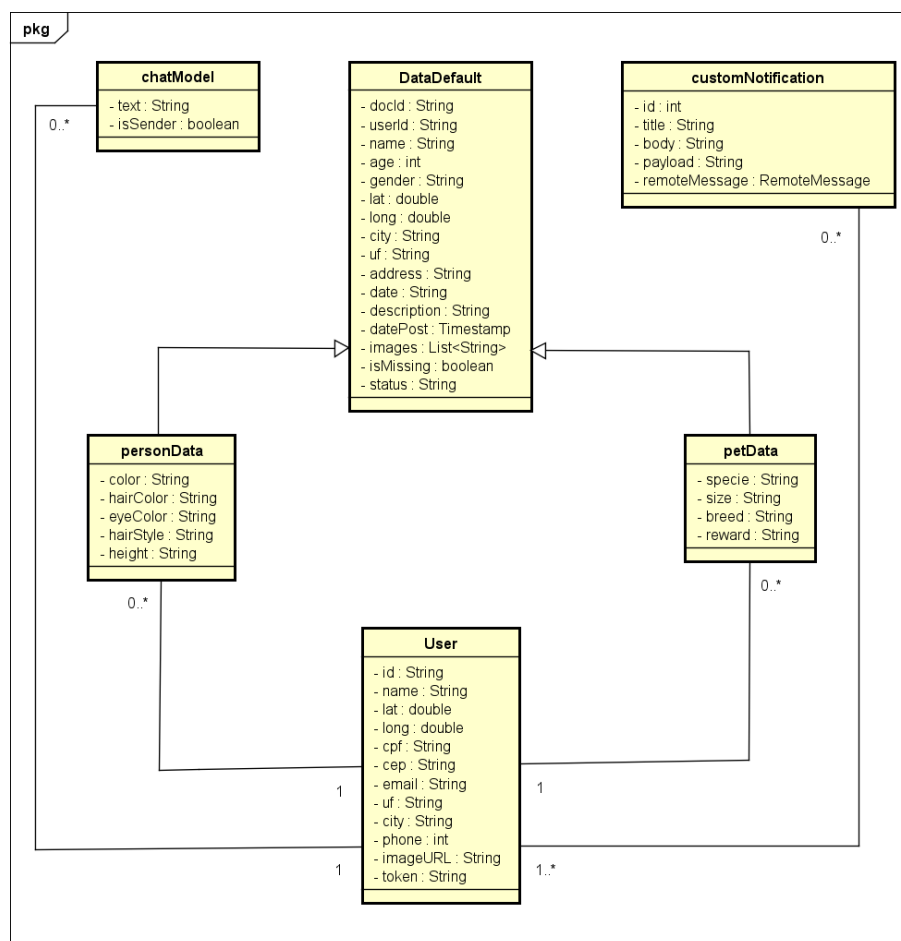 pkg
chatModel
- text : String
- isSender : boolean
0..*
DataDefault
- docId : String
- userId : String
- name : String
- age : int
- gender : String
- lat : double
- long : double
- city : String
- uf : String
- address : String
- date : String
- description : String
- datePost : Timestamp
- images : List<String>
- isMissing : boolean
- status : String
customNotification
- id : int
- title : String
- body : String
- payload : String
- remoteMessage : RemoteMessage
0..*
personData
- color : String
- hairColor : String
- eyeColor : String
- hairStyle : String
- height : String
0..*
petData
- specie : String
- size : String
- breed : String
- reward : String
0..*
User
- id : String
- name : String
- lat : double
- long : double
- cpf : String
- cep : String
- email : String
- uf : String
- city : String
- phone : int
- imageURL : String
- token : String
1
1
1
1..*